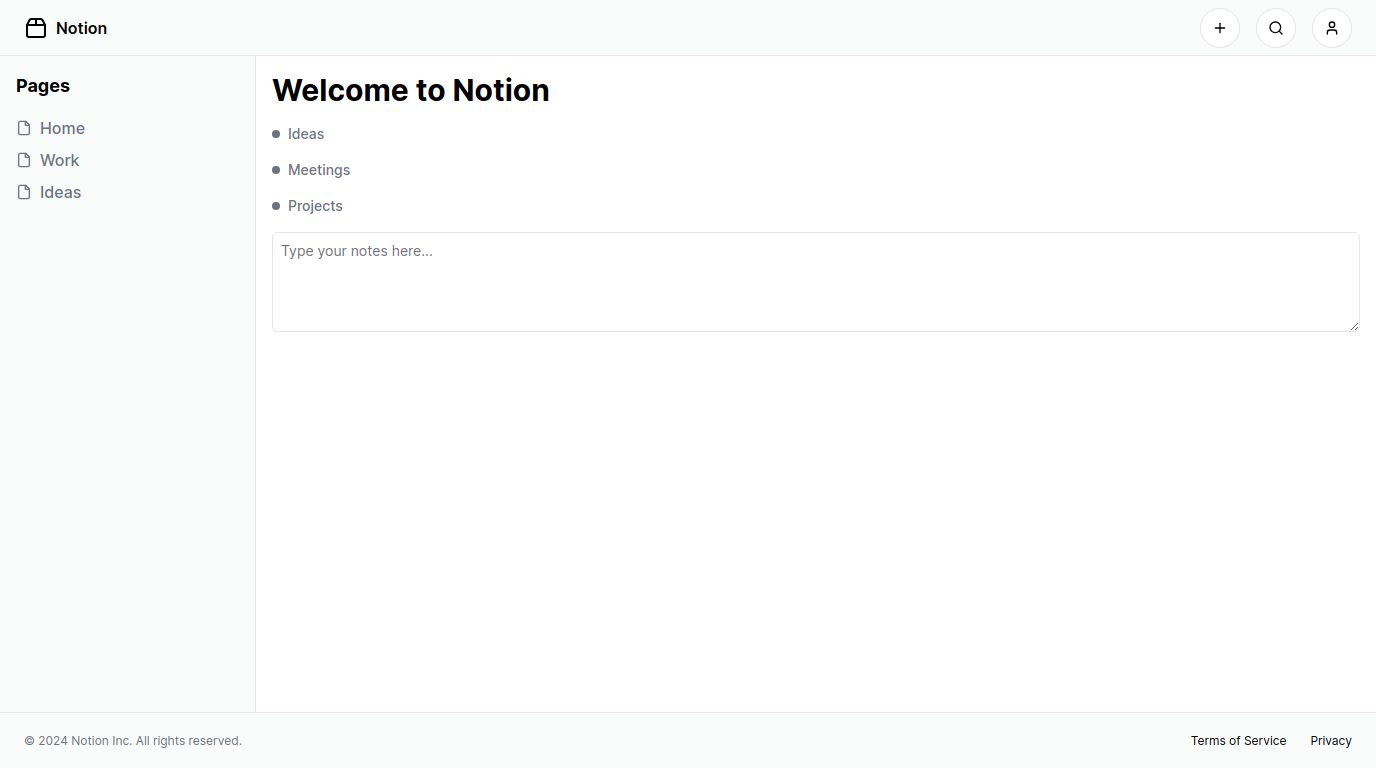 Notion
Pages
Home
Work
Ideas
Welcome to Notion
Ideas
Meetings
Projects
Type your notes here...
© 2024 Notion Inc. All rights reserved.
Terms of Service
Privacy